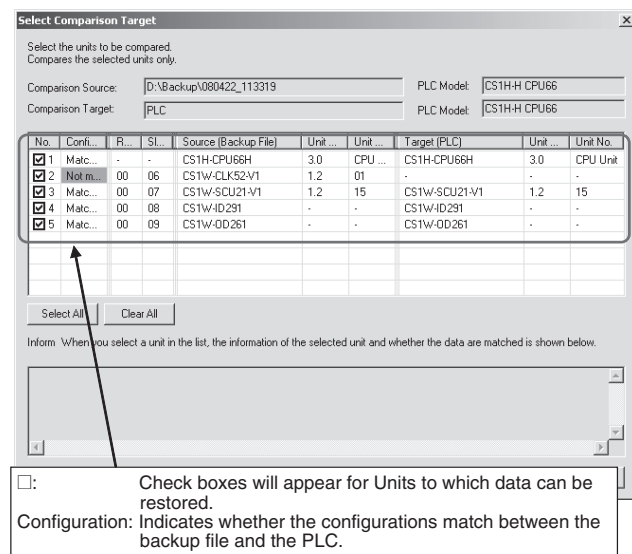 Select Comparison Target
Select the units to be compared.
Compares the selected units only.
Comparison Source: D:\Backup\080422_113319 PLC Model: CS1H-H CPU66
Comparison Target: PLC PLC Model: CS1H-H CPU66
No. Confi... R... Sl... Source (Backup File) Unit ... Unit ... Target (PLC) Unit ... Unit No.
1 Matc... - - CS1H-CPU66H 3.0 CPU ... CS1H-CPU66H 3.0 CPU Unit
2 Not m... 00 06 CS1W-CLK52-V1 1.2 01 - - -
3 Matc... 00 07 CS1W-SCU21-V1 1.2 15 CS1W-SCU21-V1 1.2 15
4 Matc... 00 08 CS1W-ID291 - - CS1W-ID291 - -
5 Matc... 00 09 CS1W-OD261 - - CS1W-OD261 - -
Select All Clear All
Inform When you select a unit in the list, the information of the selected unit and whether the data are matched is shown below.
□: Check boxes will appear for Units to which data can be
restored.
Configuration: Indicates whether the configurations match between the
backup file and the PLC.